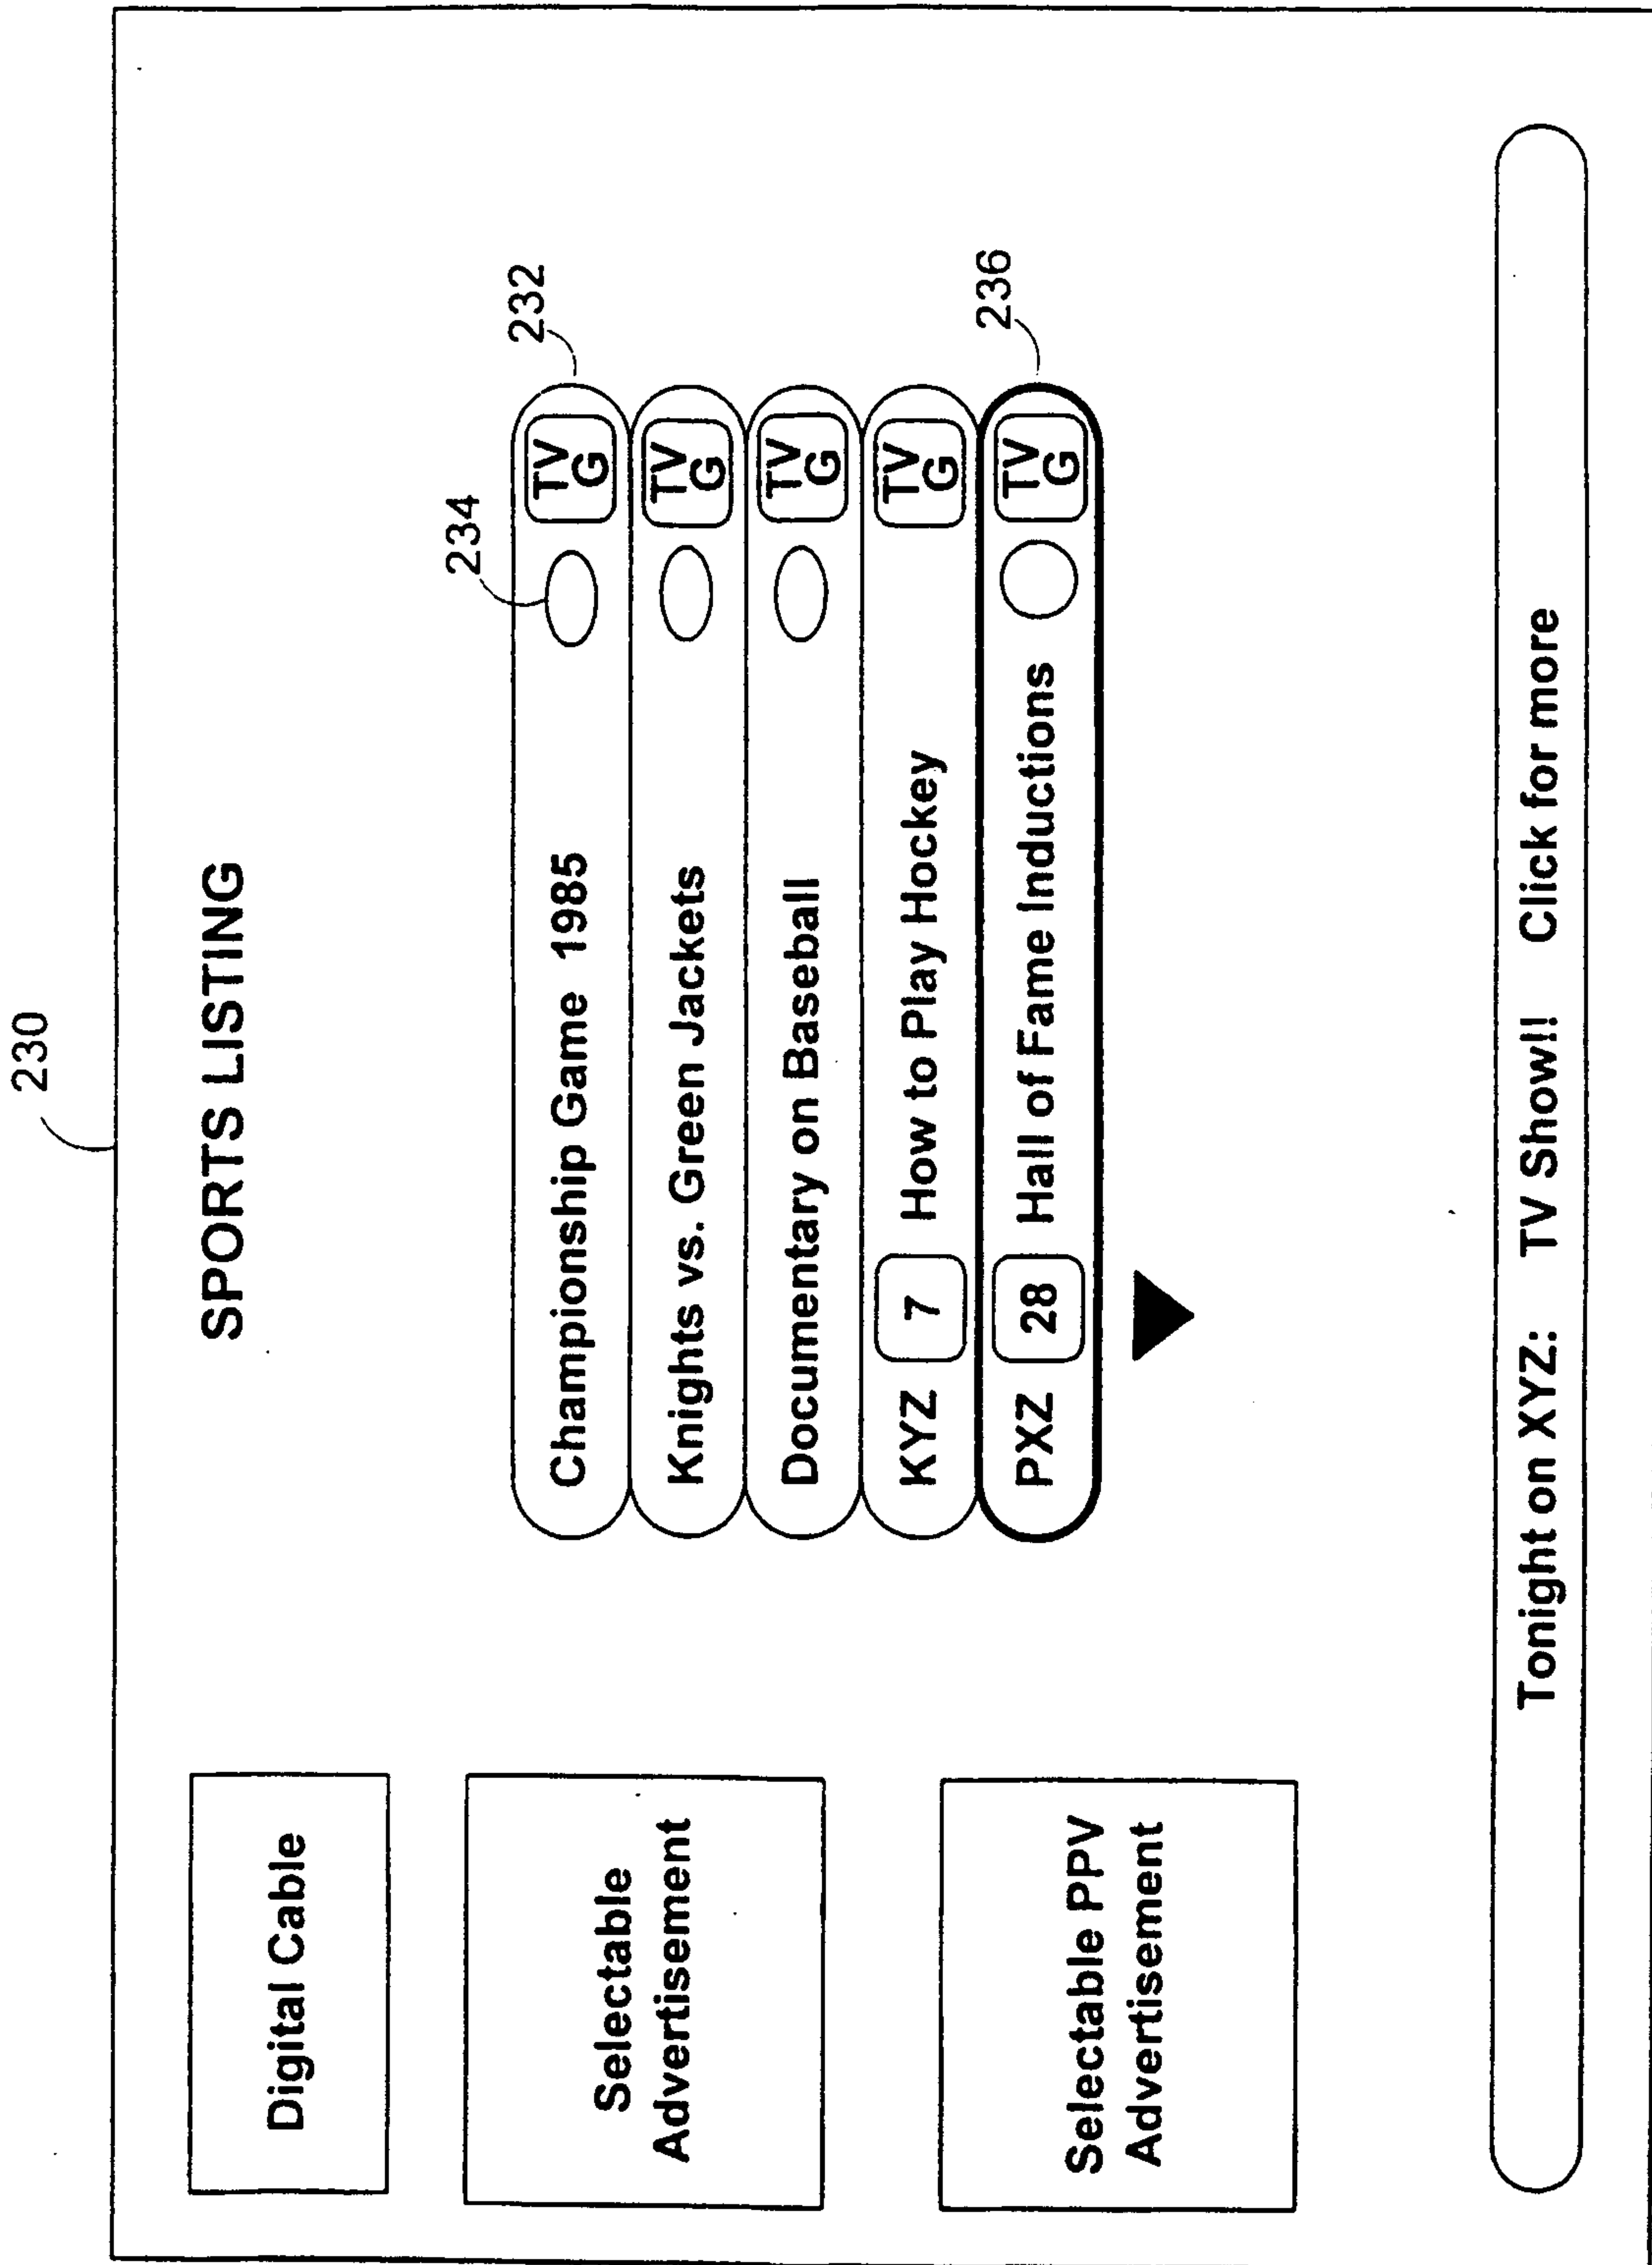 230
SPORTS LISTING
Digital Cable
Selectable
Advertisement
Selectable PPV
Advertisement
234
232
Championship Game 1985 TV G
Knights vs. Green Jackets TV G
Documentary on Baseball TV G
KYZ 7 How to Play Hockey TV G
PXZ 28 Hall of Fame Inductions TV G
236
Tonight on XYZ: TV Show!! Click for more